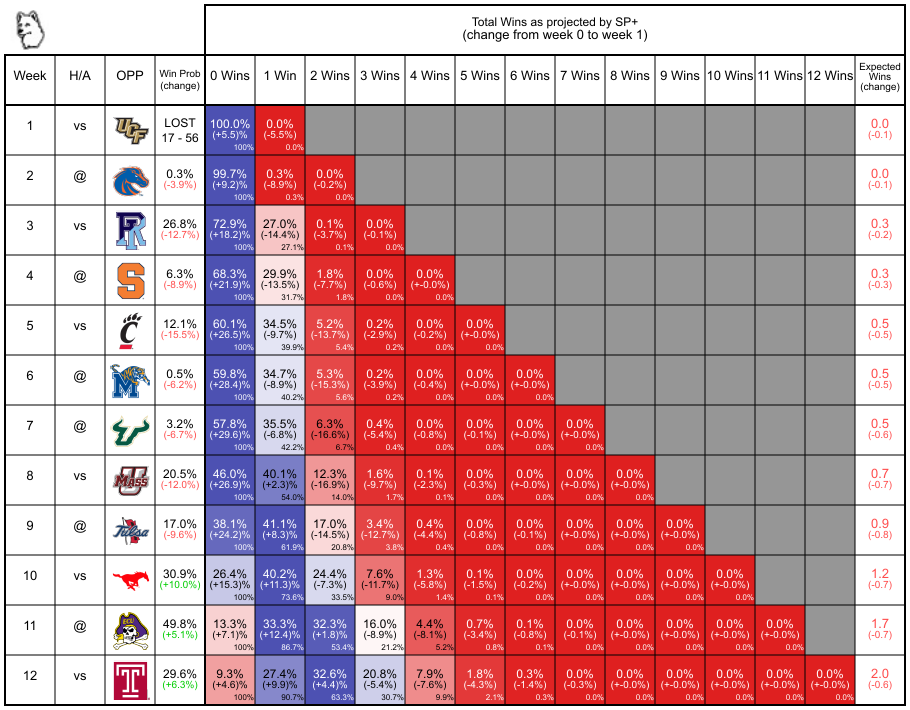 Total Wins as projected by SP+
(change from week 0 to week 1)
Week H/A OPP Win Prob (change) 0 Wins 1 Win 2 Wins 3 Wins 4 Wins 5 Wins 6 Wins 7 Wins 8 Wins 9 Wins 10 Wins 11 Wins 12 Wins Expected Wins (change)
1 vs UCF LOST 100.0% 0.0% 0.0
17 - 56 (+5.5)% (-5.5%) (-0.1)
100% 0.0%
2 @ 0.3% 99.7% 0.3% 0.0% 0.0
(-3.9%) (+9.2)% (-8.9%) (-0.2%) (-0.1)
100% 0.3% 0.0%
3 vs R 26.8% 72.9% 27.0% 0.1% 0.0% 0.3
(-12.7%) (+18.2)% (-14.4%) (-3.7%) (-0.1%) (-0.2)
100% 27.1% 0.1% 0.0%
4 @ S 6.3% 68.3% 29.9% 1.8% 0.0% 0.0% 0.3
(-8.9%) (+21.9)% (-13.5%) (-7.7%) (-0.6%) (+-0.0%) (-0.3)
100% 31.7% 1.8% 0.0% 0.0%
5 vs C 12.1% 60.1% 34.5% 5.2% 0.2% 0.0% 0.0% 0.5
(-15.5%) (+26.5)% (-9.7%) (-13.7%) (-2.9%) (-0.2%) (+-0.0%) (-0.5)
100% 39.9% 5.4% 0.2% 0.0% 0.0%
6 @ M 0.5% 59.8% 34.7% 5.3% 0.2% 0.0% 0.0% 0.0% 0.5
(-6.2%) (+28.4)% (-8.9%) (-15.3%) (-3.9%) (-0.4%) (+-0.0%) (+-0.0%) (-0.5)
100% 40.2% 5.6% 0.2% 0.0% 0.0% 0.0%
7 @ 3.2% 57.8% 35.5% 6.3% 0.4% 0.0% 0.0% 0.0% 0.0% 0.5
(-6.7%) (+29.6)% (-6.8%) (-16.6%) (-5.4%) (-0.8%) (-0.1%) (+-0.0%) (+-0.0%) (-0.6)
100% 42.2% 6.7% 0.4% 0.0% 0.0% 0.0% 0.0%
8 vs UMASS 20.5% 46.0% 40.1% 12.3% 1.6% 0.1% 0.0% 0.0% 0.0% 0.0% 0.7
(-12.0%) (+26.9)% (+2.3)% (-16.9%) (-9.7%) (-2.3%) (-0.3%) (+-0.0%) (+-0.0%) (+-0.0%) (-0.7)
100% 54.0% 14.0% 1.7% 0.1% 0.0% 0.0% 0.0% 0.0%
9 @ Tulsa 17.0% 38.1% 41.1% 17.0% 3.4% 0.4% 0.0% 0.0% 0.0% 0.0% 0.0% 0.9
(-9.6%) (+24.2)% (+8.3)% (-14.5%) (-12.7%) (-4.4%) (-0.8%) (-0.1%) (+-0.0%) (+-0.0%) (+-0.0%) (-0.8)
100% 61.9% 20.8% 3.8% 0.4% 0.0% 0.0% 0.0% 0.0% 0.0%
10 vs 30.9% 26.4% 40.2% 24.4% 7.6% 1.3% 0.1% 0.0% 0.0% 0.0% 0.0% 0.0% 1.2
(+10.0%) (+15.3)% (+11.3)% (-7.3%) (-11.7%) (-5.8%) (-1.5%) (-0.2%) (+-0.0%) (+-0.0%) (+-0.0%) (+-0.0%) (-0.7)
100% 73.6% 33.5% 9.0% 1.4% 0.1% 0.0% 0.0% 0.0% 0.0% 0.0%
11 @ ECU 49.8% 13.3% 33.3% 32.3% 16.0% 4.4% 0.7% 0.1% 0.0% 0.0% 0.0% 0.0% 0.0% 1.7
(+5.1%) (+7.1)% (+12.4)% (+1.8)% (-8.9%) (-8.1%) (-3.4%) (-0.8%) (-0.1%) (+-0.0%) (+-0.0%) (+-0.0%) (+-0.0%) (-0.7)
100% 86.7% 53.4% 21.2% 5.2% 0.8% 0.1% 0.0% 0.0% 0.0% 0.0% 0.0%
12 vs T 29.6% 9.3% 27.4% 32.6% 20.8% 7.9% 1.8% 0.3% 0.0% 0.0% 0.0% 0.0% 0.0% 0.0% 2.0
(+6.3%) (+4.6)% (+9.9)% (+4.4)% (-5.4%) (-7.6%) (-4.3%) (-1.4%) (-0.3%) (+-0.0%) (+-0.0%) (+-0.0%) (+-0.0%) (+-0.0%) (-0.6)
100% 90.7% 63.3% 30.7% 9.9% 2.1% 0.3% 0.0% 0.0% 0.0% 0.0% 0.0% 0.0%